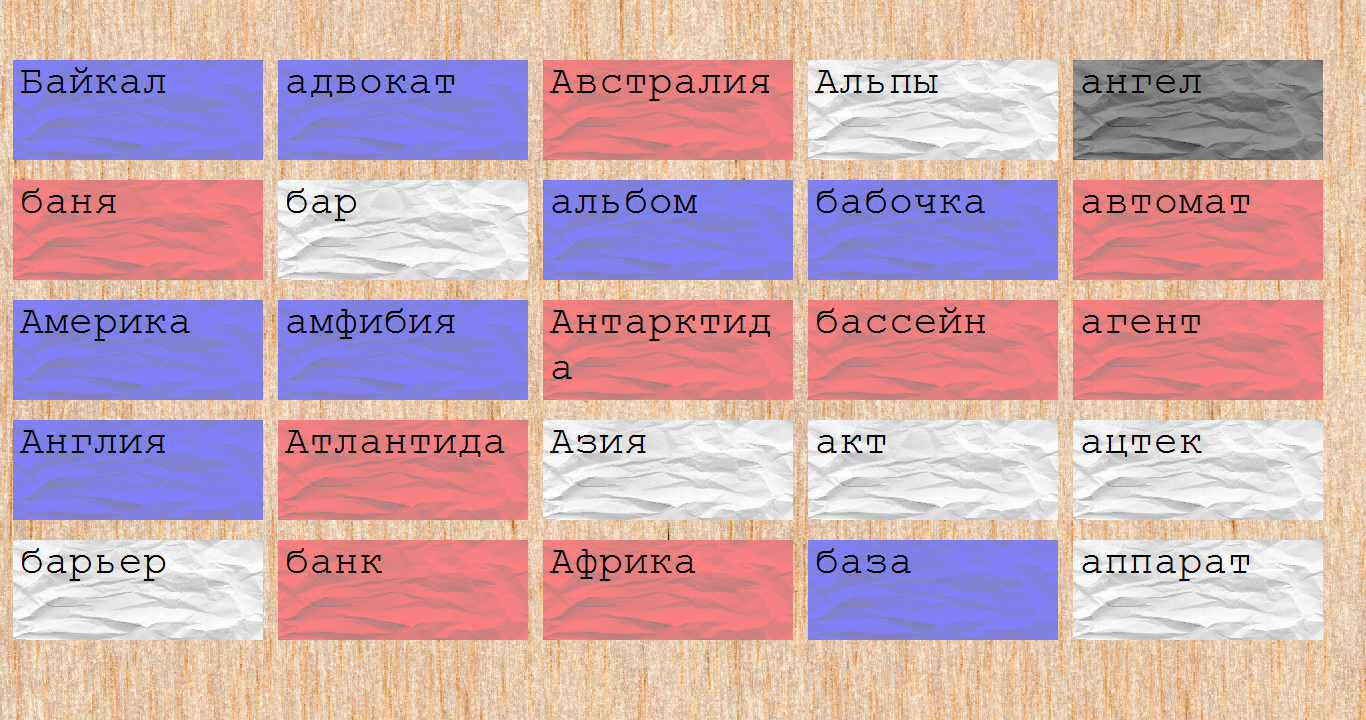 Байкал адвокат Австралия Альпы ангел
баня бар альбом бабочка автомат
Америка амфибия Антарктид
а бассейн агент
Англия Атлантида Азия акт ацтек
барьер банк Африка база аппарат